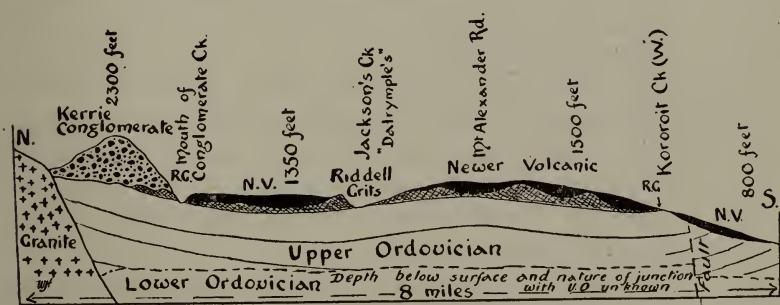 N.
Kerrie
Conglomerate
2300 feet
R.G.
Mouth of
Conglomerate Ck.
N.V.
1350 feet
Riddell
Grits
Jackson's Ck
"Dalrymple's"
Newer Volcanic
Mt Alexander Rd.
1500 feet
R.G
Kororoit Ck (W.)
N.V.
800 feet
S.
Granite
Upper Ordovician
Lower Ordovician
Depth below surface and nature of junction
with U.O unknown
8 miles
FAULT